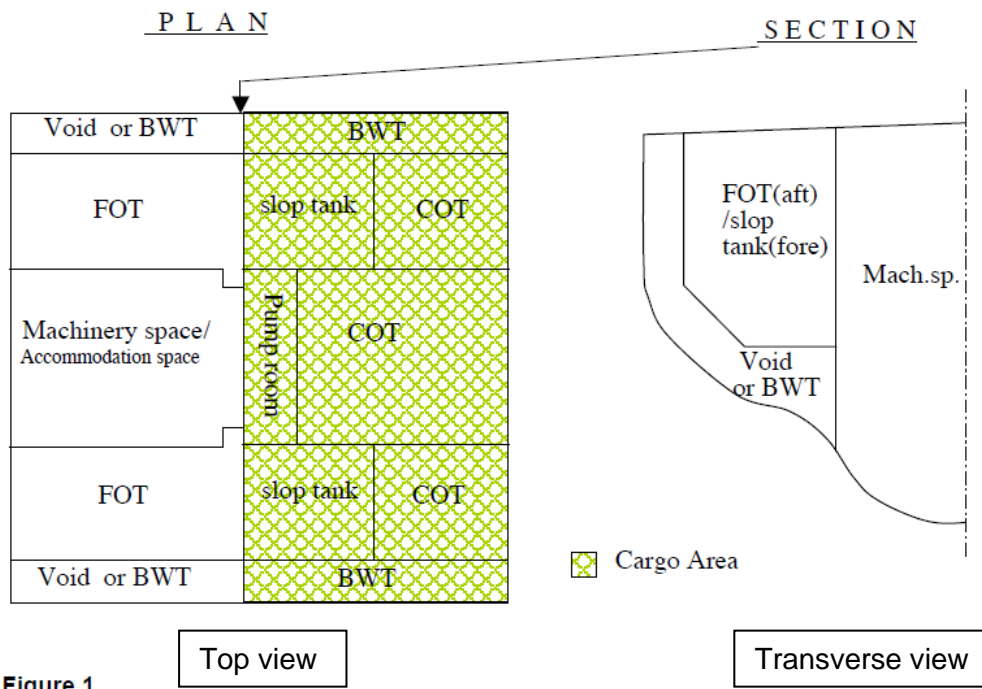 P L A N
SECTION
Void or BWT
BWT
FOT
slop tank
COT
Machinery space/
Accommodation space
Pump room
COT
FOT
slop tank
COT
Void or BWT
BWT
FOT(aft)
/slop
tank(fore)
Mach.sp.
Void
or BWT
Cargo Area
Top view
Transverse view
Figure 1